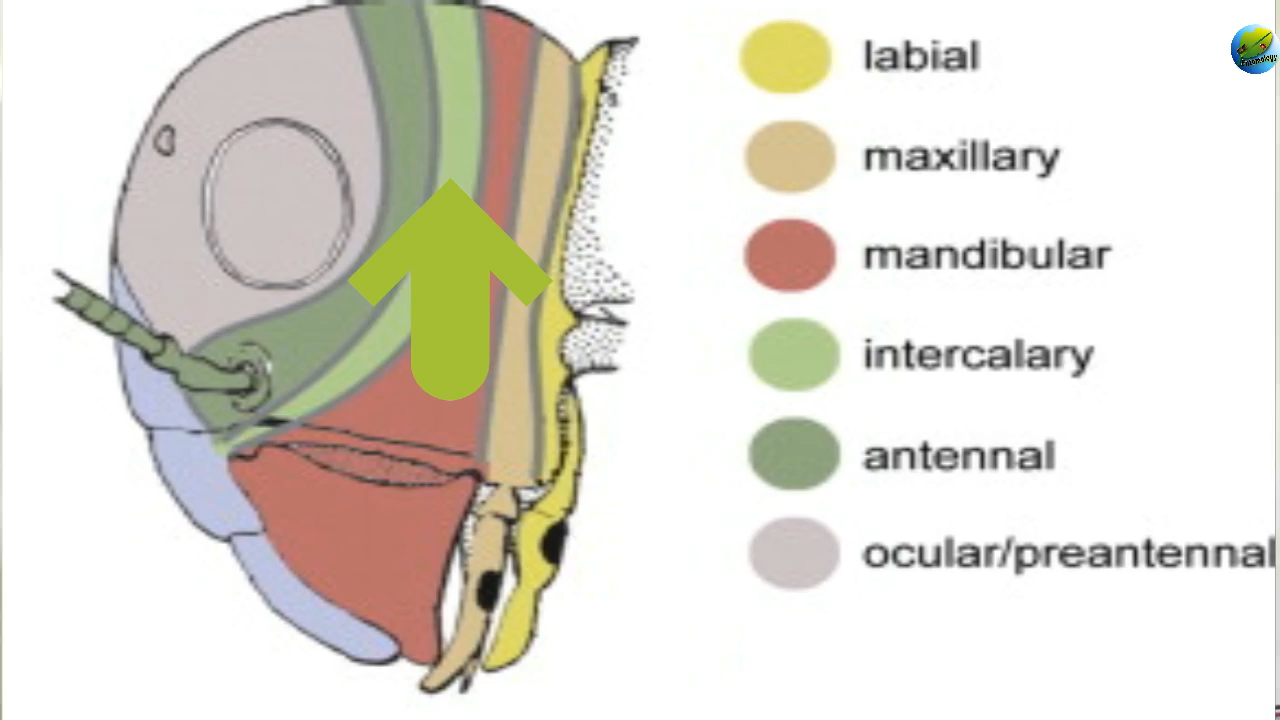 labial
maxillary
mandibular
intercalary
antennal
ocular/preantennal